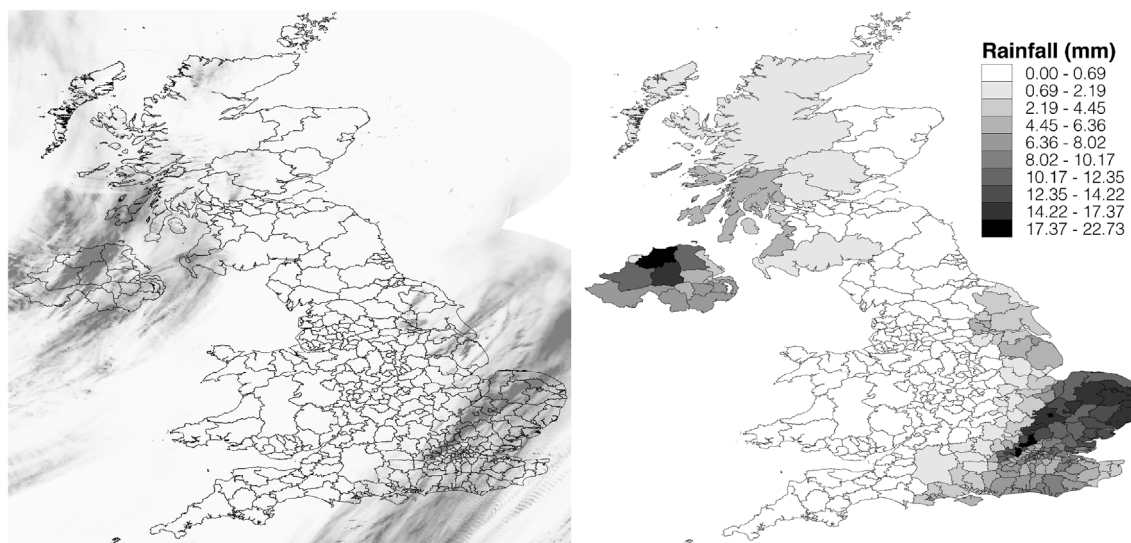 Rainfall (mm)
0.00 - 0.69
0.69 - 2.19
2.19 - 4.45
4.45 - 6.36
6.36 - 8.02
8.02 - 10.17
10.17 - 12.35
12.35 - 14.22
14.22 - 17.37
17.37 - 22.73